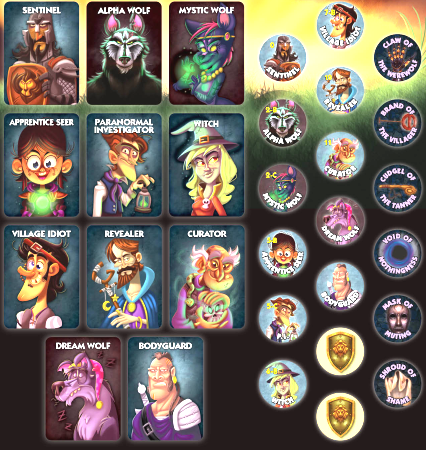 SENTINEL
ALPHA WOLF
MYSTIC WOLF
APPRENTICE SEER
PARANORMAL
INVESTIGATOR
WITCH
VILLAGE IDIOT
REVEALER
CURATOR
DREAM WOLF
BODYGUARD
VILLAGE IDIOT
SENTINEL
CLAW OF
THE WEREWOLF
REVEALER
2-B
ALPHA WOLF
BRAND OF
THE VILLAGER
CURATOR
2-C
MYSTIC WOLF
CUDGEL OF
THE TANNER
DREAM WOLF
APPRENTICE SEER
VOID OF
NOTHINGNESS
BODYGUARD
MASK OF
MUTING
WITCH
SHROUD OF
SHAME